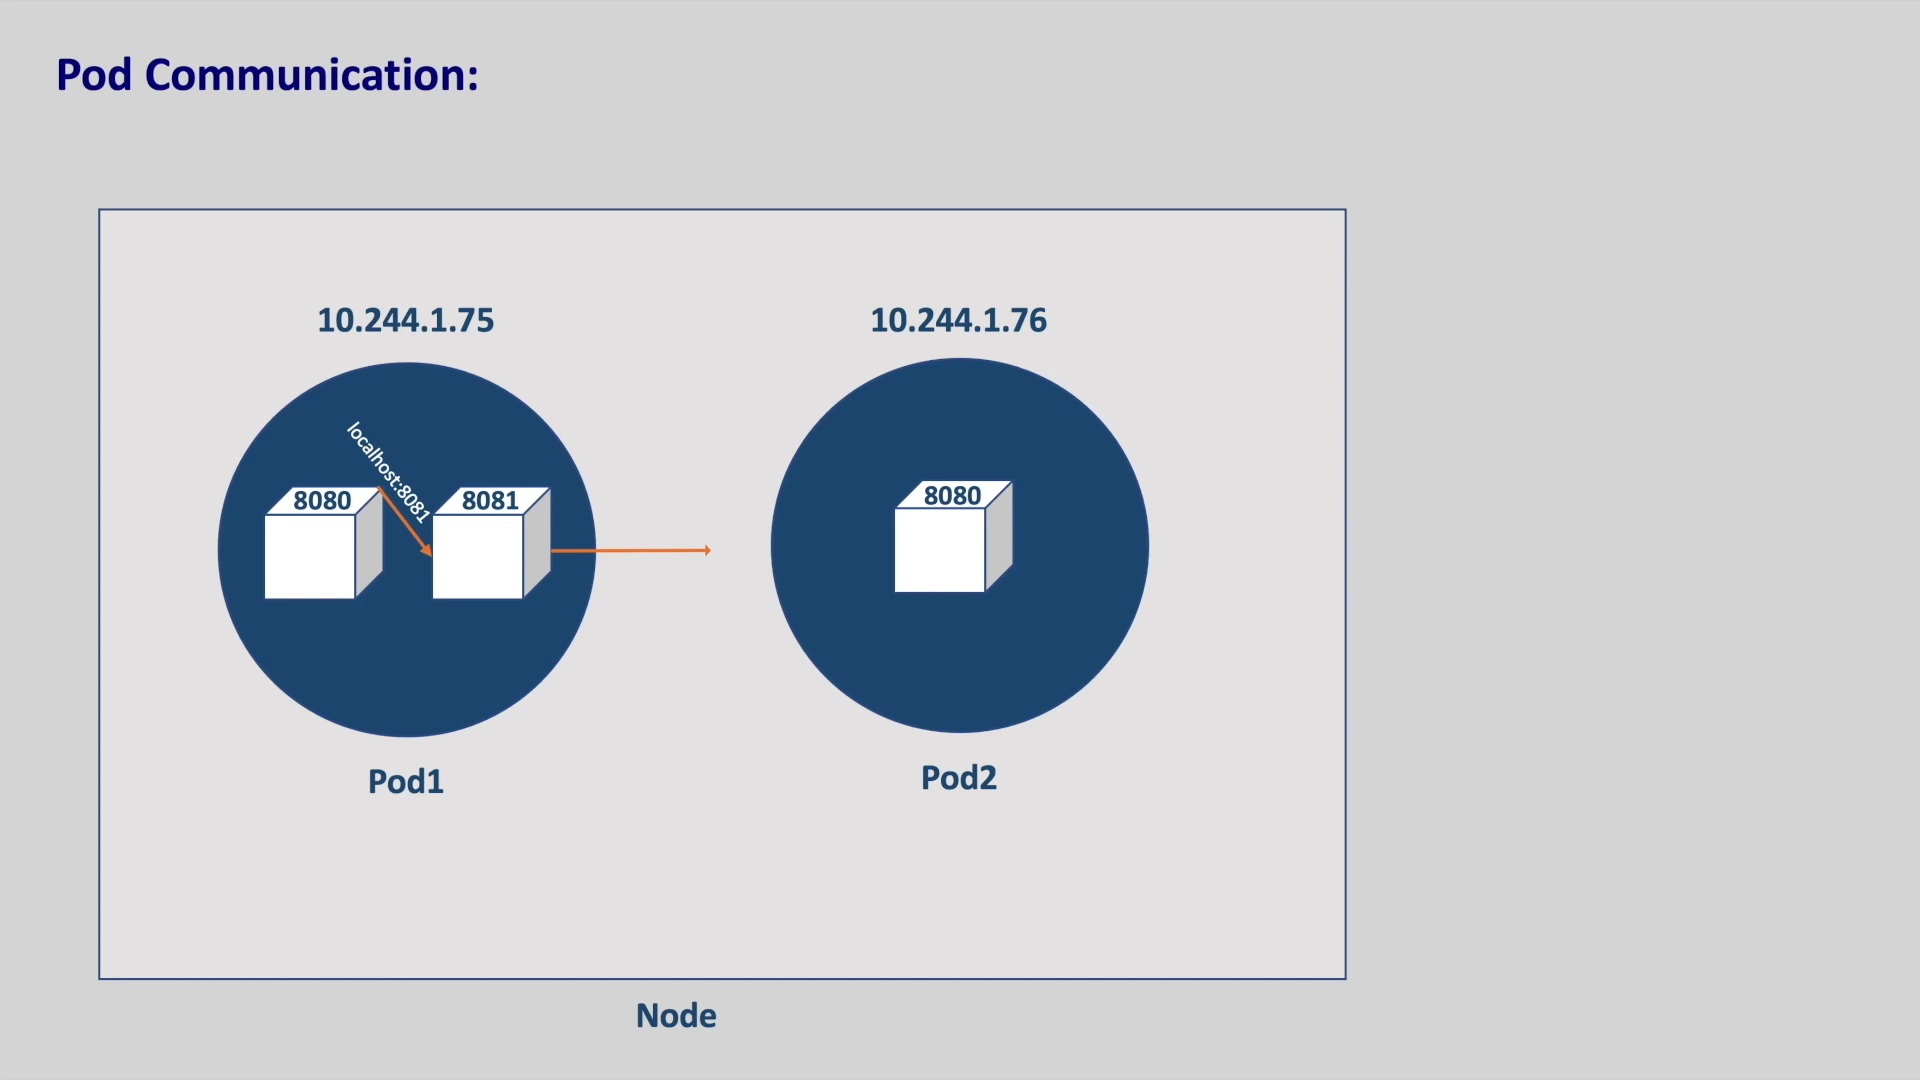 Pod Communication:
10.244.1.75
10.244.1.76
localhost:8081
8080
8081
8080
Pod1
Pod2
Node